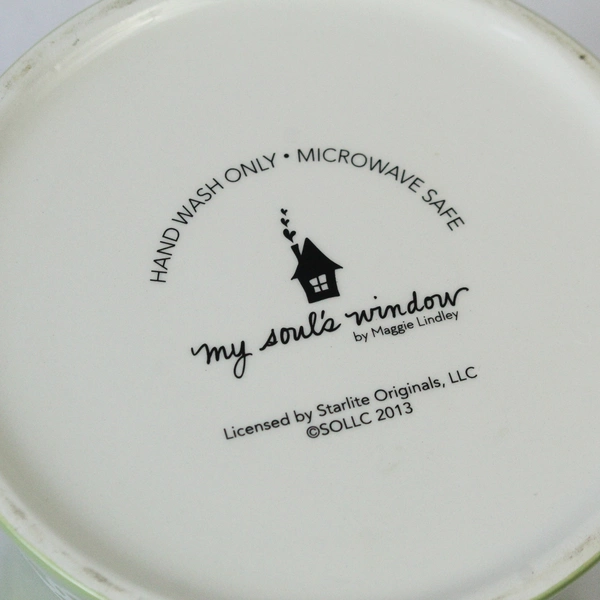 HAND WASH ONLY • MICROWAVE SAFE
my soul's window
by Maggie Lindley
Licensed by Starlite Originals, LLC
©SOLLC 2013